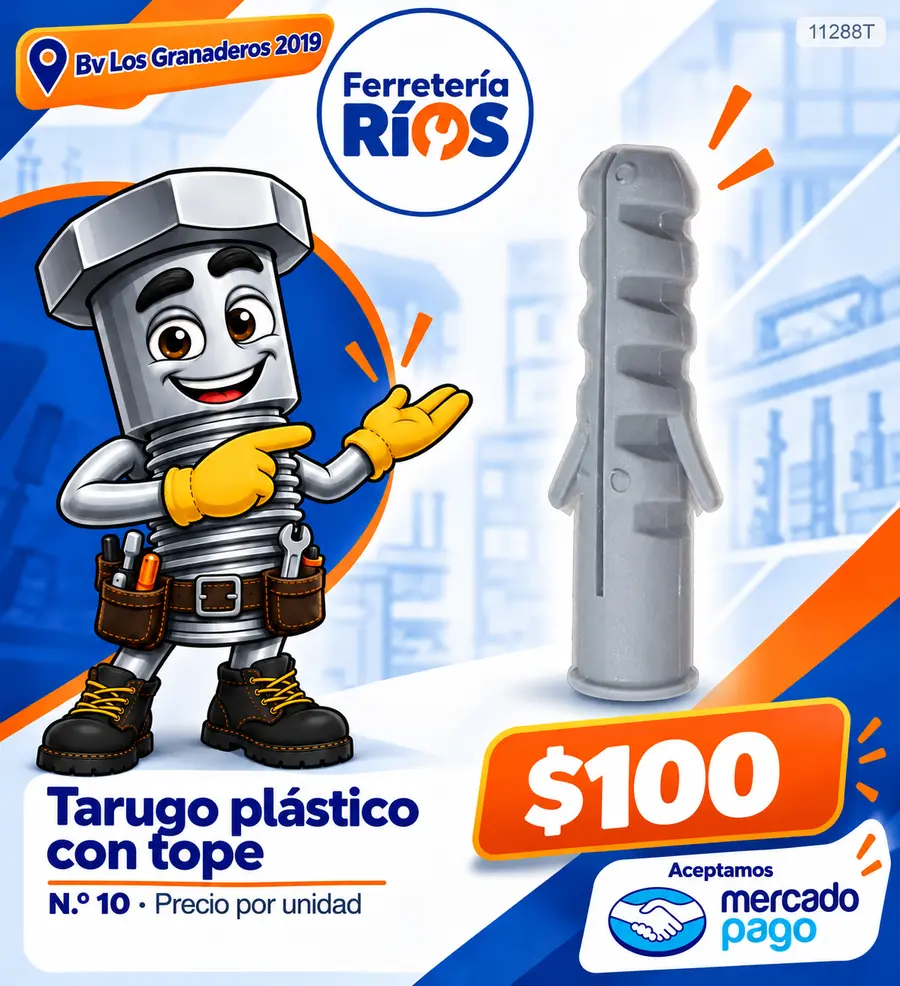 Bv Los Granaderos 2019
Ferretería
RÍOS
11288T
$100
Tarugo plástico
con tope
N.º 10 · Precio por unidad
Aceptamos
mercado
pago